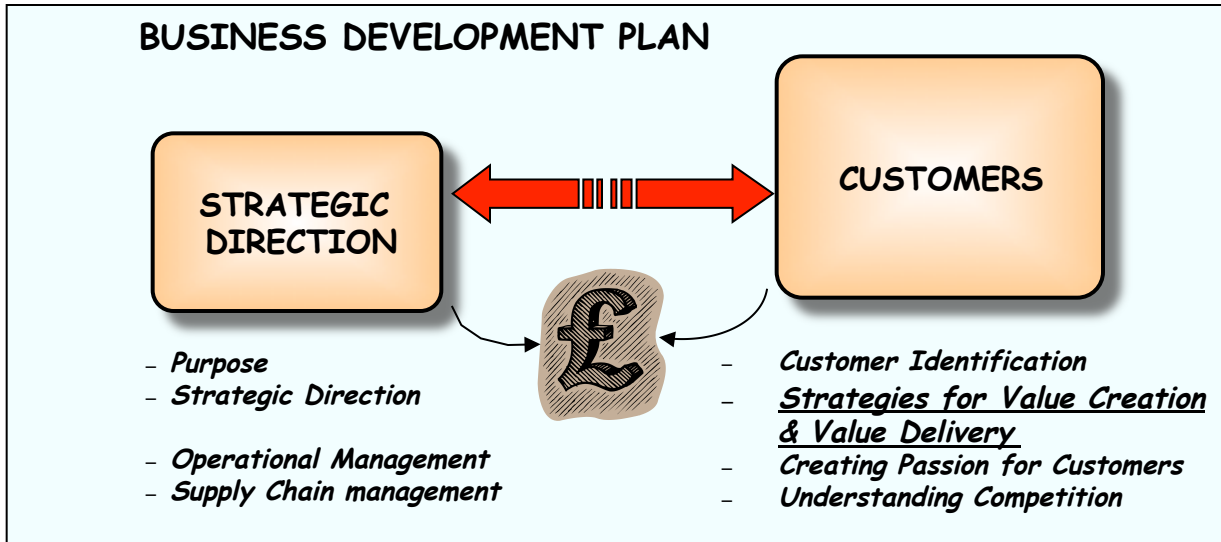 BUSINESS DEVELOPMENT PLAN
STRATEGIC
DIRECTION
CUSTOMERS
£
– Purpose
– Strategic Direction
– Operational Management
– Supply Chain management
– Customer Identification
– Strategies for Value Creation
& Value Delivery
– Creating Passion for Customers
– Understanding Competition